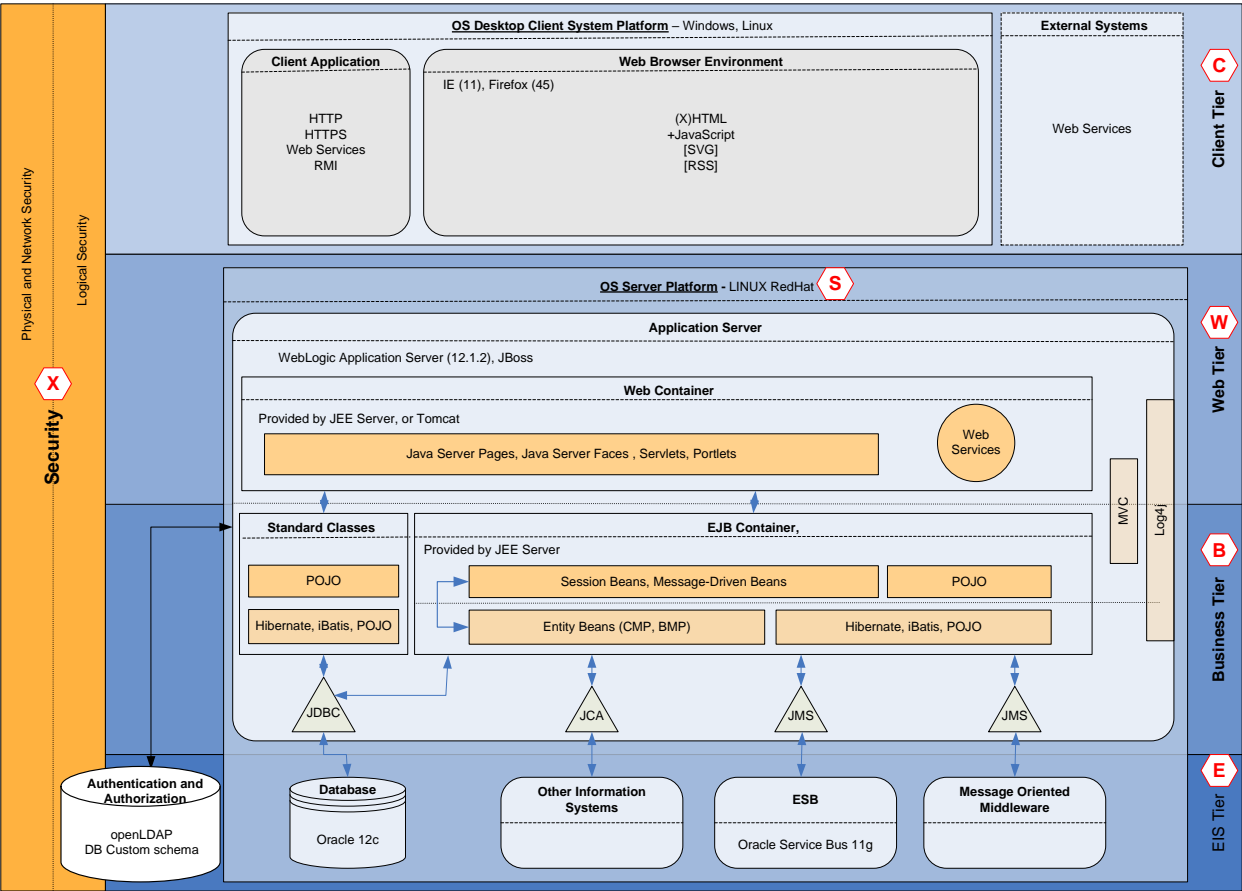 OS Desktop Client System Platform – Windows, Linux
Client Application
HTTP
HTTPS
Web Services
RMI
Web Browser Environment
IE (11), Firefox (45)
(X)HTML
+JavaScript
[SVG]
[RSS]
External Systems
Web Services
C
Client Tier
Physical and Network Security
Logical Security
X
Security
OS Server Platform - LINUX RedHat
S
Application Server
WebLogic Application Server (12.1.2), JBoss
Web Container
Provided by JEE Server, or Tomcat
Java Server Pages, Java Server Faces , Servlets, Portlets
Web
Services
W
Web Tier
MVC
Log4j
Standard Classes
POJO
Hibernate, iBatis, POJO
EJB Container,
Provided by JEE Server
Session Beans, Message-Driven Beans
POJO
Entity Beans (CMP, BMP)
Hibernate, iBatis, POJO
B
Business Tier
JDBC
JCA
JMS
JMS
Authentication and
Authorization
openLDAP
DB Custom schema
Database
Oracle 12c
Other Information
Systems
ESB
Oracle Service Bus 11g
Message Oriented
Middleware
E
EIS Tier